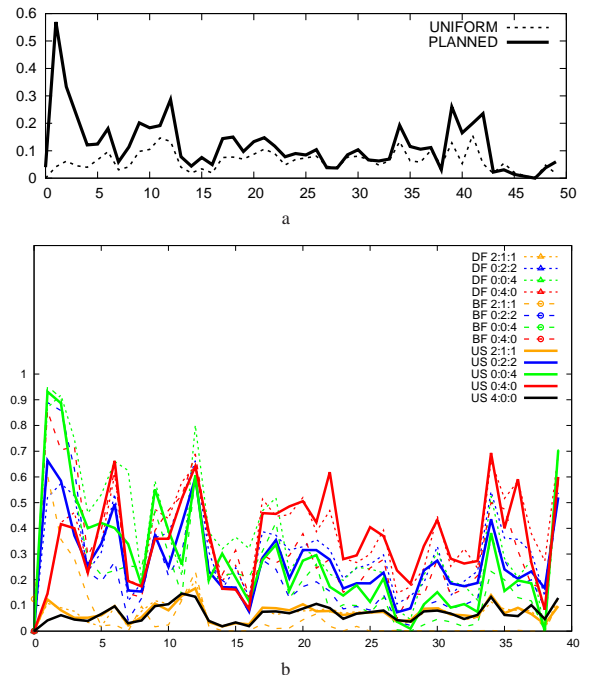 UNIFORM
PLANNED
0.6
0.5
0.4
0.3
0.2
0.1
0
0 5 10 15 20 25 30 35 40 45 50
a
DF 2:1:1
DF 0:2:2
DF 0:0:4
DF 0:4:0
BF 2:1:1
BF 0:2:2
BF 0:0:4
BF 0:4:0
US 2:1:1
US 0:2:2
US 0:0:4
US 0:4:0
US 4:0:0
1
0.9
0.8
0.7
0.6
0.5
0.4
0.3
0.2
0.1
0
0 5 10 15 20 25 30 35 40
b